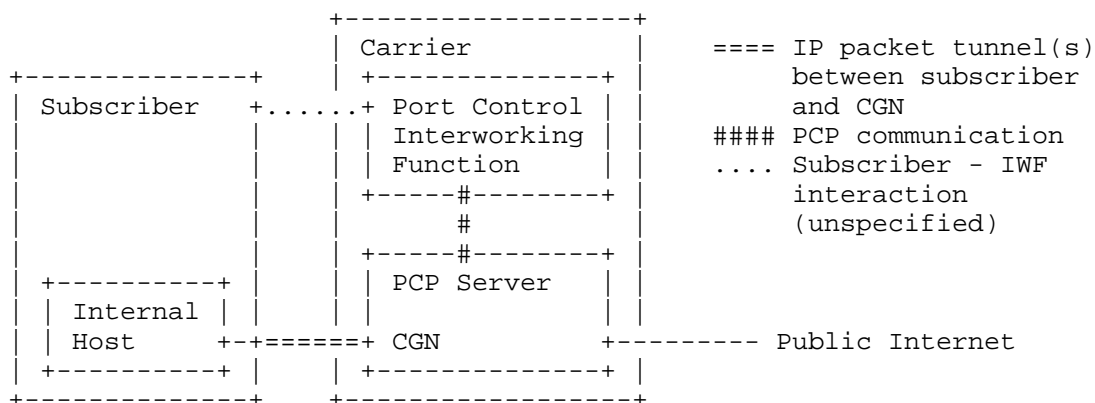 Carrier ==== IP packet tunnel(s)
between subscriber
Subscriber ...... Port Control and CGN
Interworking #### PCP communication
Function .... Subscriber - IWF
# interaction
# (unspecified)
#
PCP Server
Internal
Host ====== CGN --------- Public Internet